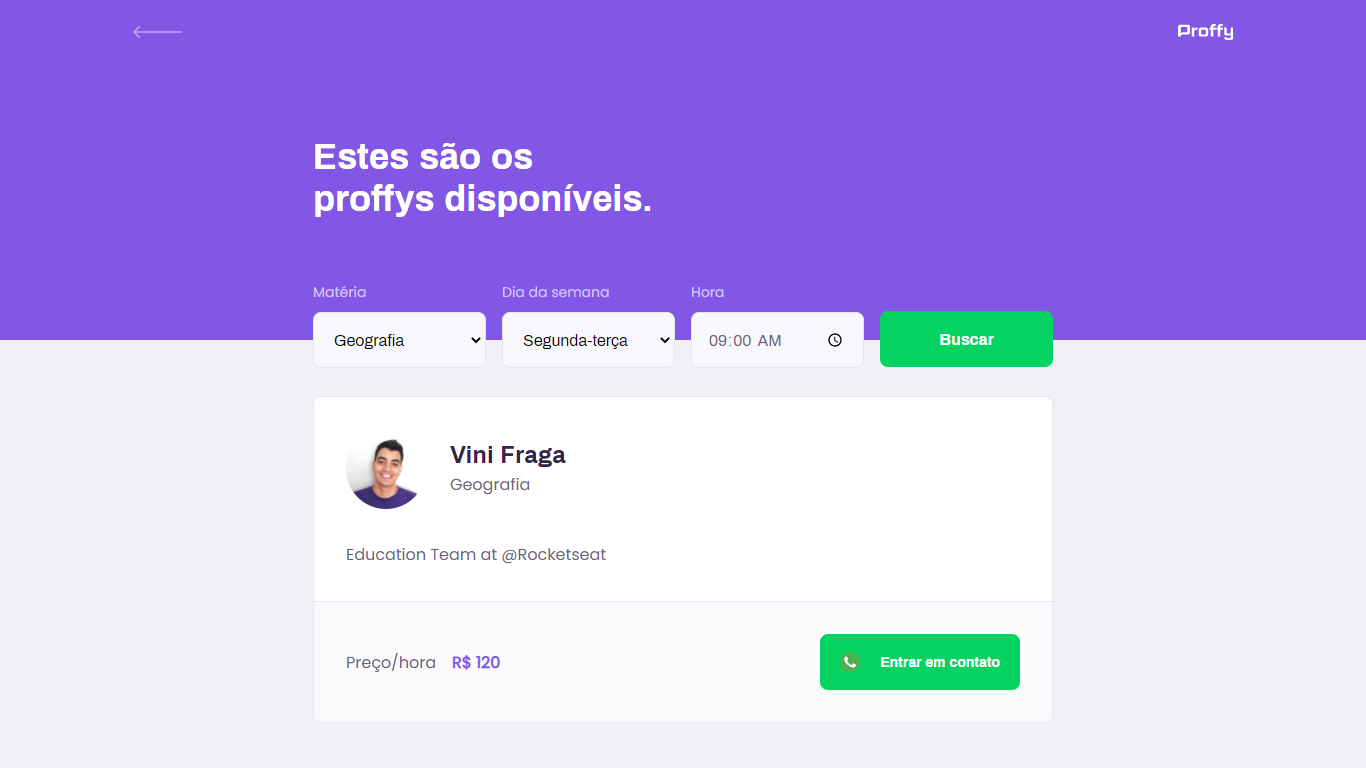 Proffy
Estes são os
proffys disponíveis.
Matéria
Dia da semana
Hora
Geografia
Segunda-terça
09:00 AM
Buscar
Vini Fraga
Geografia
Education Team at @Rocketseat
Preço/hora R$ 120
Entrar em contato